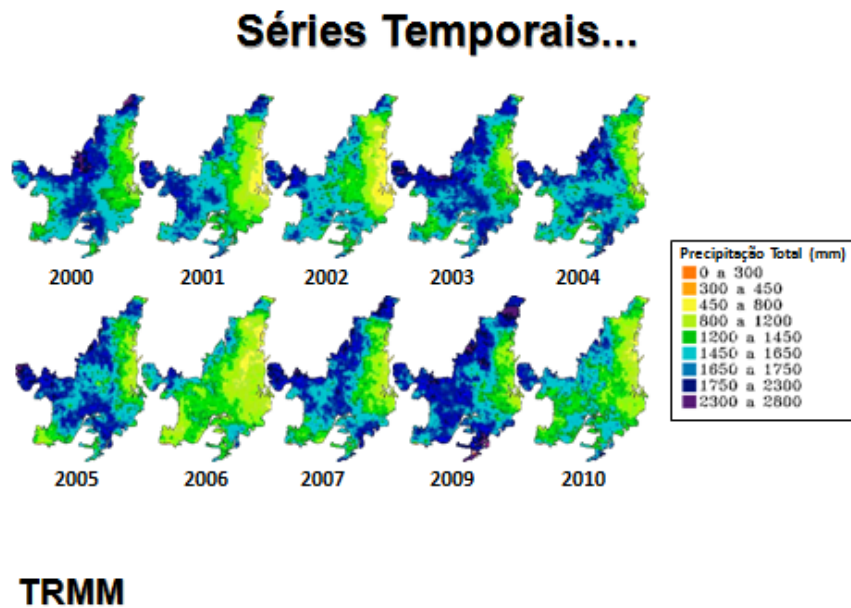 Séries Temporais...
2000 2001 2002 2003 2004
Precipitação Total (mm)
0 a 300
300 a 450
450 a 800
800 a 1200
1200 a 1450
1450 a 1650
1650 a 1750
1750 a 2300
2300 a 2800
2005 2006 2007 2009 2010
TRMM